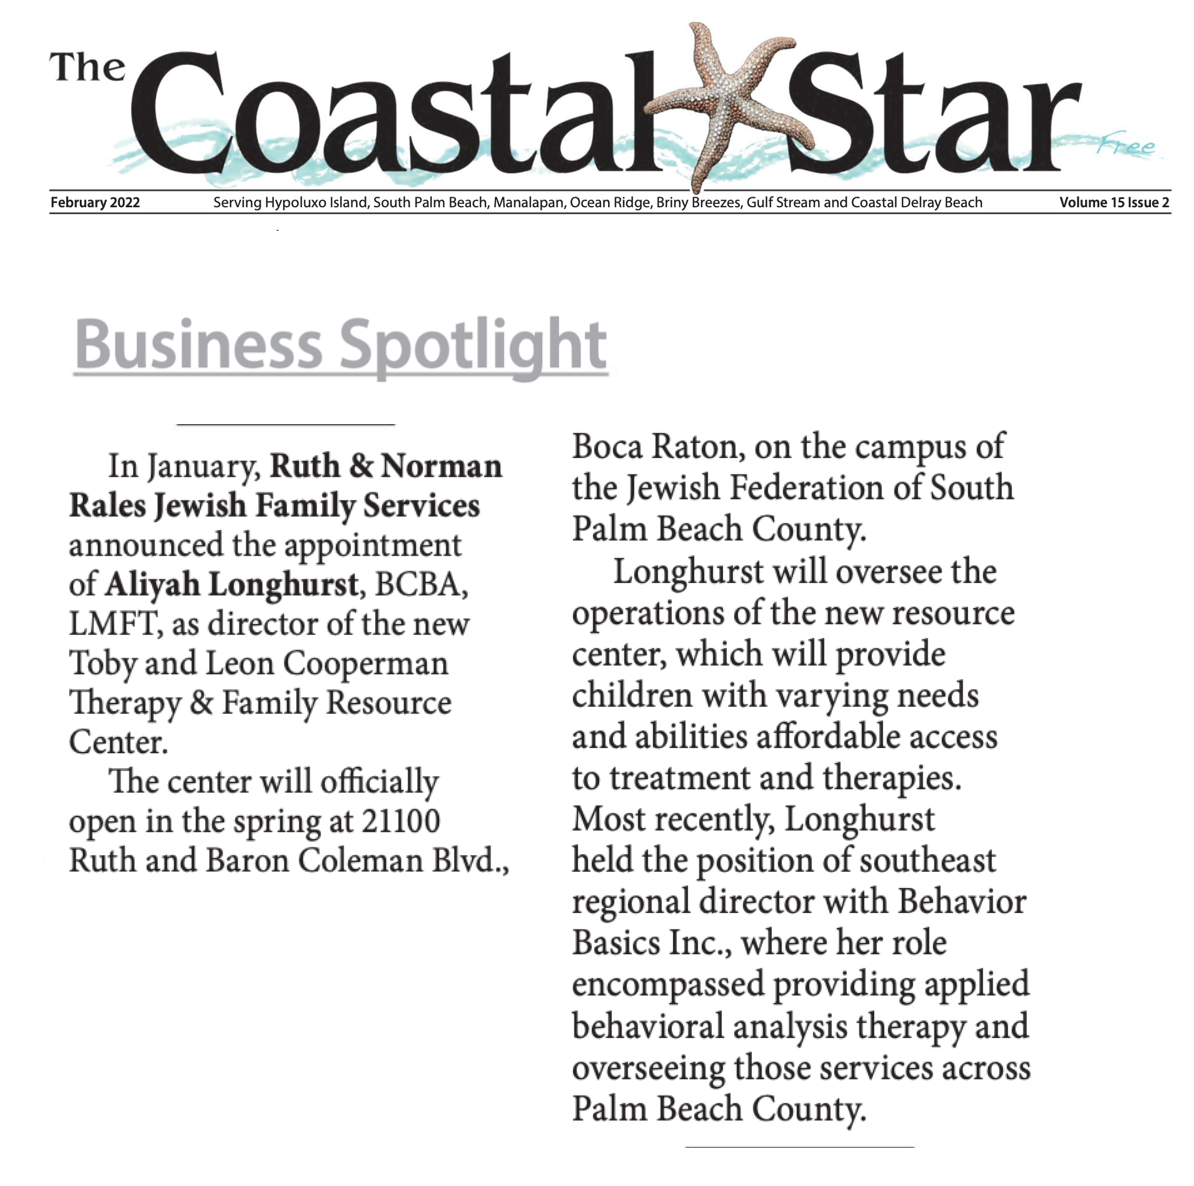 The Coastal Star
Free
February 2022 Serving Hypoluxo Island, South Palm Beach, Manalapan, Ocean Ridge, Briny Breezes, Gulf Stream and Coastal Delray Beach Volume 15 Issue 2
Business Spotlight
In January, Ruth & Norman
Rales Jewish Family Services
announced the appointment
of Aliyah Longhurst, BCBA,
LMFT, as director of the new
Toby and Leon Cooperman
Therapy & Family Resource
Center.
The center will officially
open in the spring at 21100
Ruth and Baron Coleman Blvd.,
Boca Raton, on the campus of
the Jewish Federation of South
Palm Beach County.
Longhurst will oversee the
operations of the new resource
center, which will provide
children with varying needs
and abilities affordable access
to treatment and therapies.
Most recently, Longhurst
held the position of southeast
regional director with Behavior
Basics Inc., where her role
encompassed providing applied
behavioral analysis therapy and
overseeing those services across
Palm Beach County.